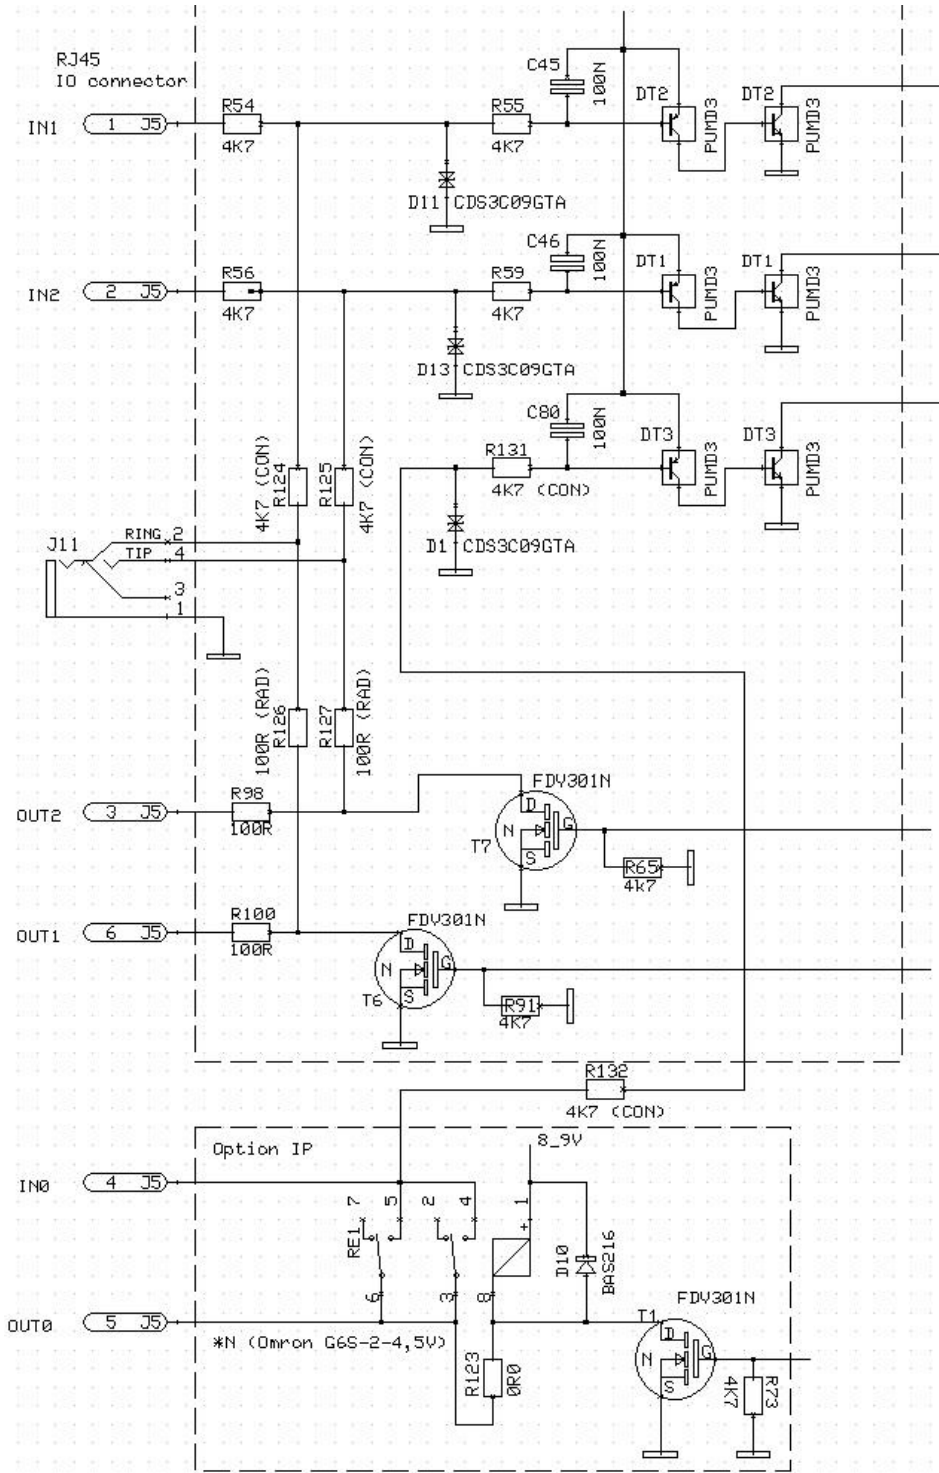 RJ45
IO connector
IN1 1 J5
R54
4K7
R55
4K7
C45
100N
DT2
PUMD3
DT2
PUMD3
D11 CDS3C09GTA
IN2 2 J5
R56
4K7
R59
4K7
C46
100N
DT1
PUMD3
DT1
PUMD3
D13 CDS3C09GTA
C80
100N
R131
4K7 (CON)
DT3
PUMD3
DT3
PUMD3
D1 CDS3C09GTA
4K7 (CON)
R124
R125
4K7 (CON)
J11
RING 2
TIP 4
3
1
100R (RAD)
R126
R127
100R (RAD)
OUT2 3 J5
R98
100R
FDV301N
D
N
G
S
T7
R65
4k7
OUT1 6 J5
R100
100R
FDV301N
D
N
G
S
T6
R91
4K7
R132
4K7 (CON)
Option IP
8_9V
IN0 4 J5
7
5
2
4
1
RE1
+
D10
BAS216
6
3
8
OUT0 5 J5
*N (Omron G6S-2-4,5V)
R123
0R0
FDV301N
T1
D
N
G
S
R73
4K7